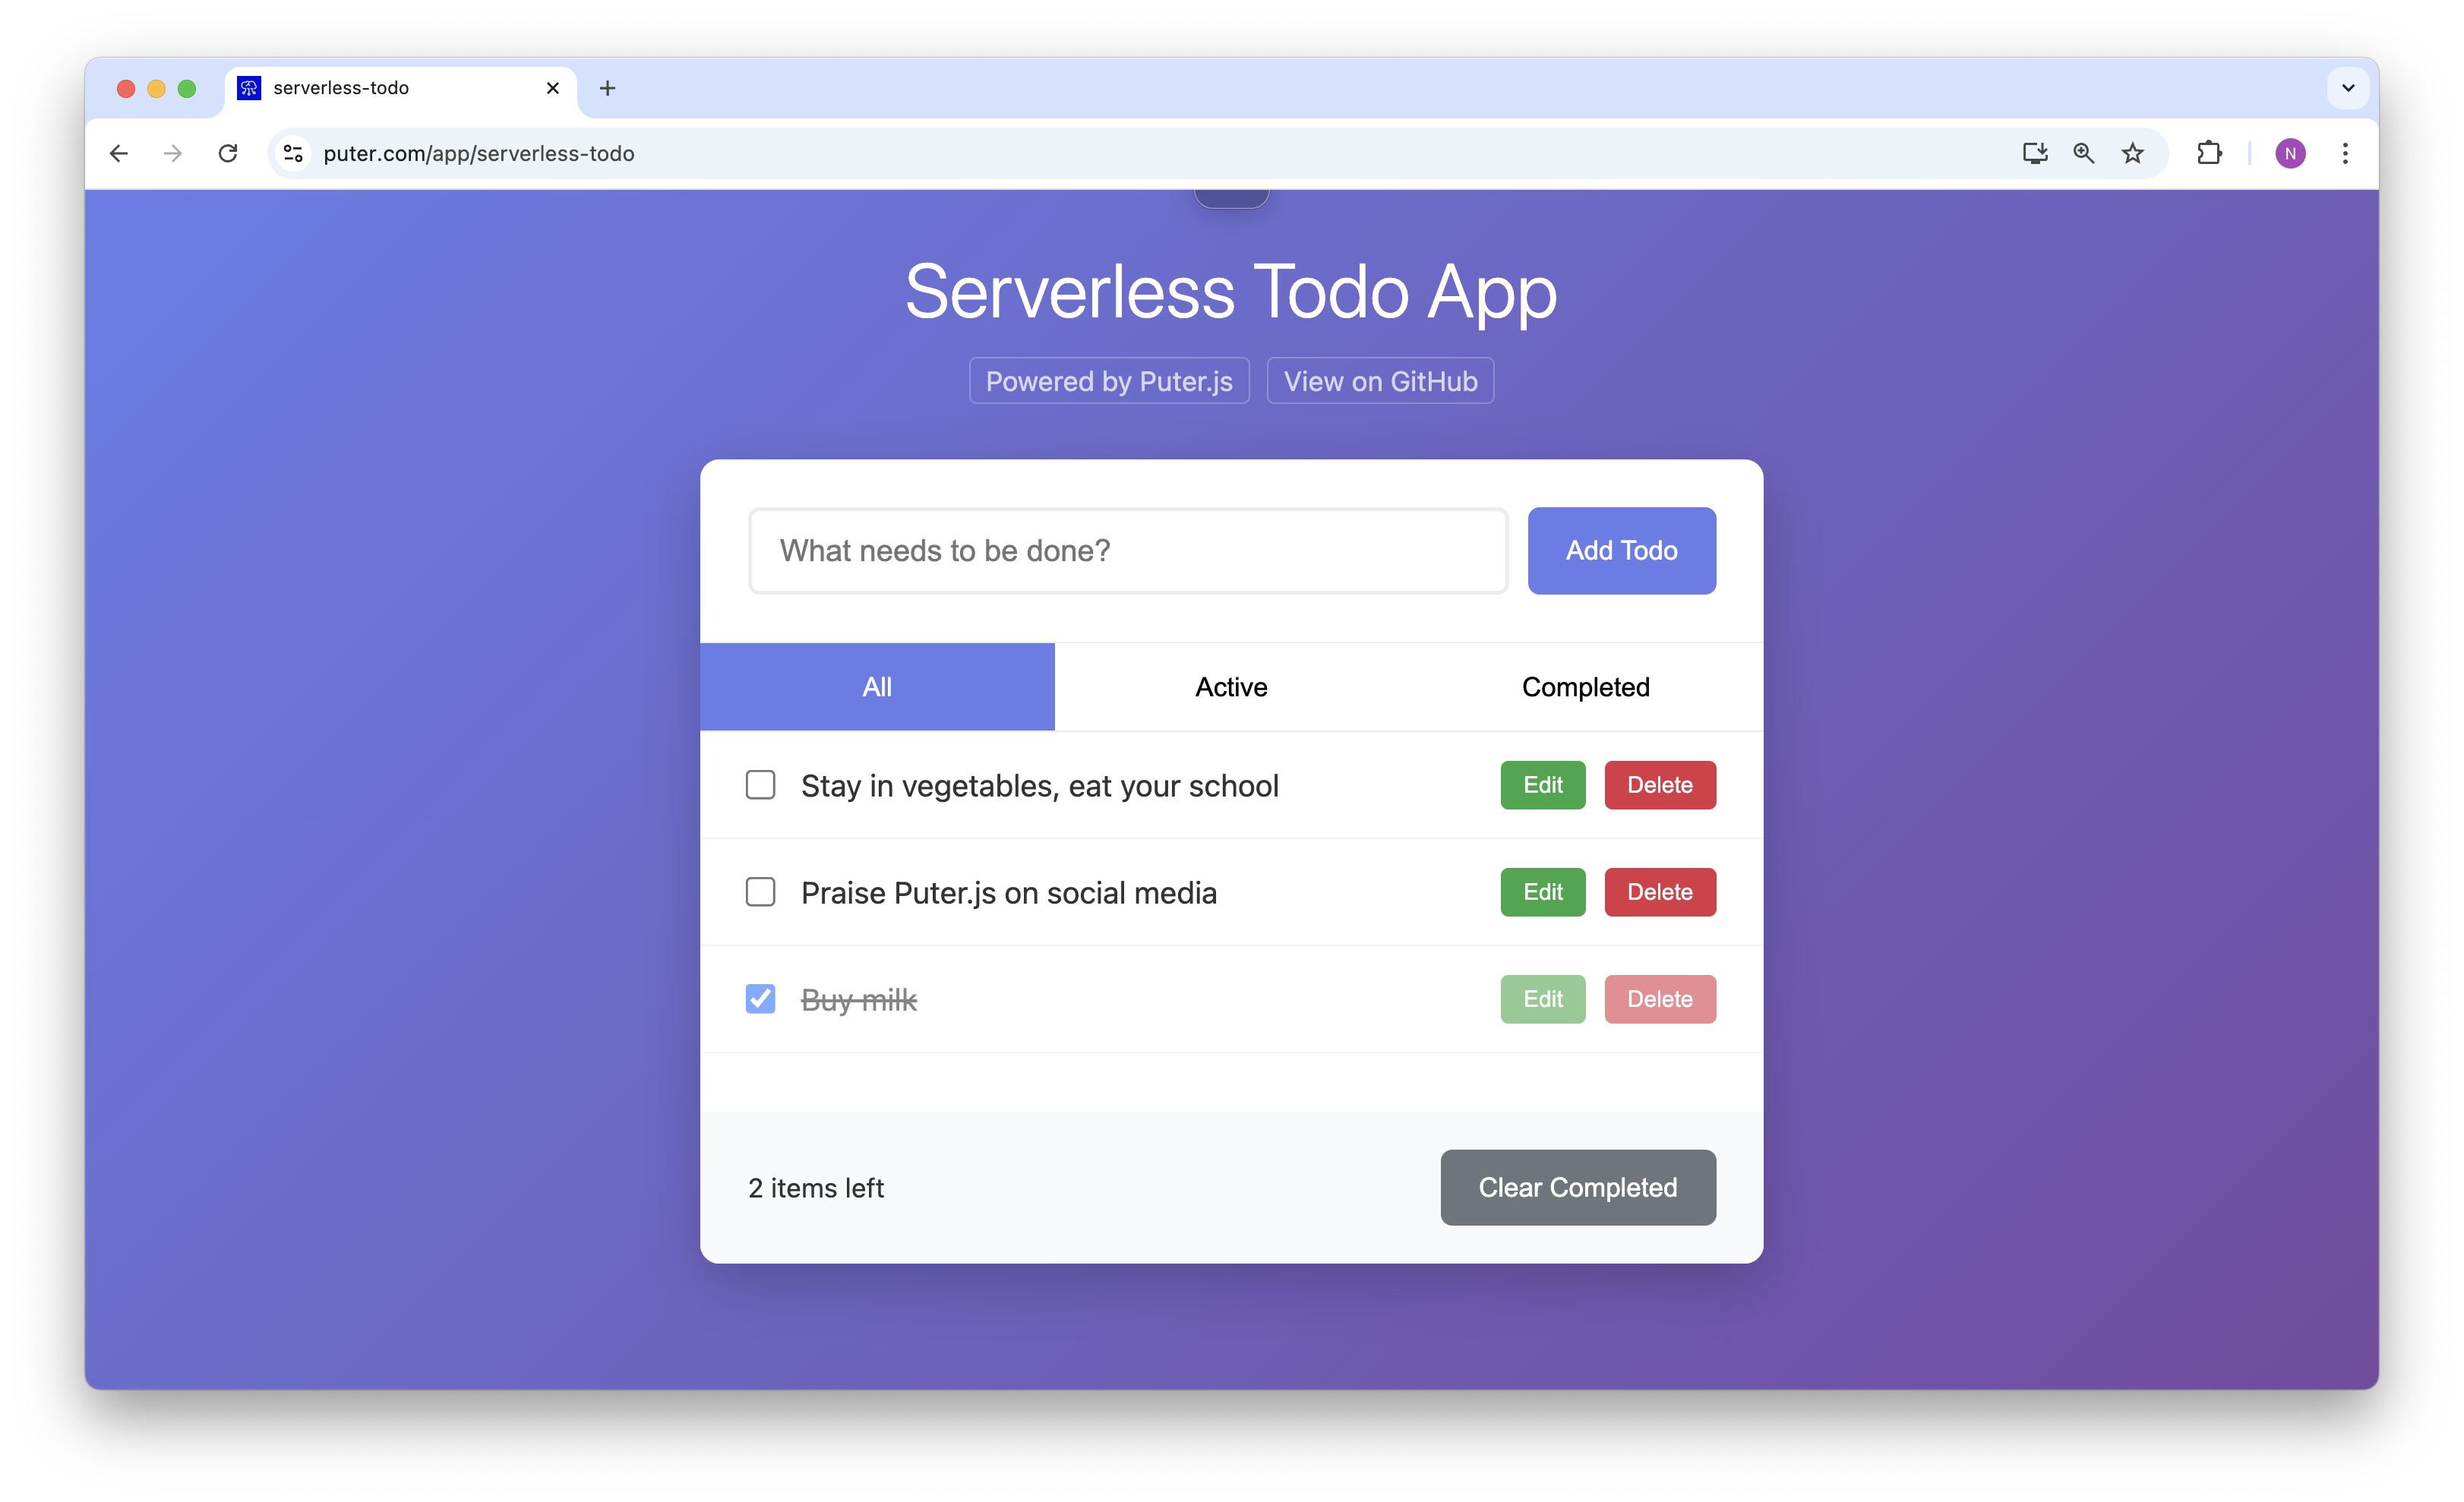 serverless-todo
puter.com/app/serverless-todo
N
Serverless Todo App
Powered by Puter.js View on GitHub
What needs to be done? Add Todo
All Active Completed
Stay in vegetables, eat your school Edit Delete
Praise Puter.js on social media Edit Delete
Buy milk Edit Delete
2 items left Clear Completed